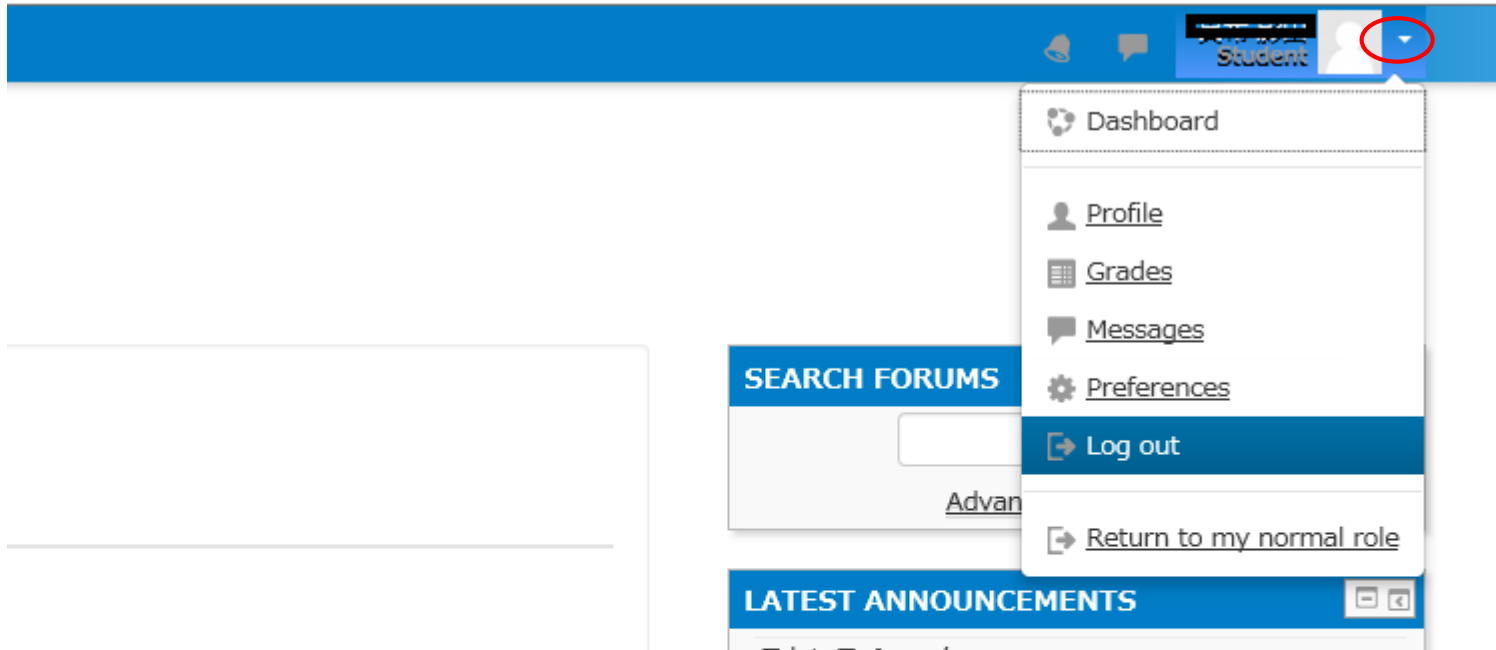 Student
Dashboard
Profile
Grades
Messages
Preferences
Log out
Return to my normal role
SEARCH FORUMS
Advan
LATEST ANNOUNCEMENTS